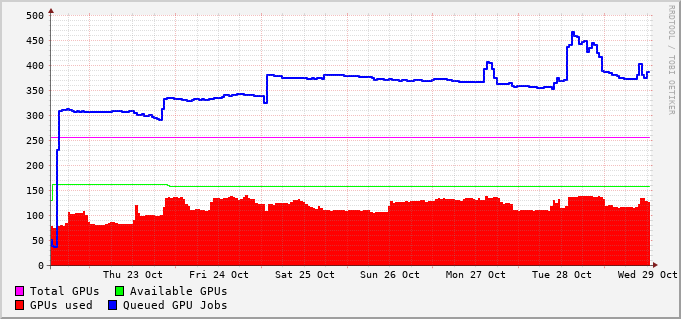 500
450
400
350
300
250
200
150
100
50
0
Thu 23 Oct Fri 24 Oct Sat 25 Oct Sun 26 Oct Mon 27 Oct Tue 28 Oct Wed 29 Oct
Total GPUs Available GPUs
GPUs used Queued GPU Jobs
RRDTOOL / TOBI OETIKER